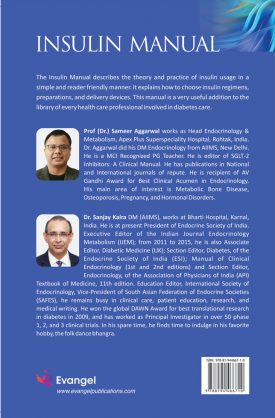 INSULIN MANUAL
The Insulin Manual describes the theory and practice of insulin usage in a
simple and reader friendly manner. It explains how to choose insulin regimens,
preparations, and delivery devices. This manual is a very useful addition to the
library of every health care professional involved in diabetes care.
Prof (Dr.) Sameer Aggarwal works as Head Endocrinology &
Metabolism, Apex Plus Superspeciality Hospital, Rohtak, India.
Dr. Aggarwal did his DM Endocrinology from AIIMS, New Delhi.
He is a MCI Recognized PG Teacher. He is editor of SGLT-2
Inhibitors: A Clinical Manual. He has publications in National
and International journals of repute. He is recipient of AV
Gandhi Award for Best Clinical Acumen in Endocrinology.
His main area of interest is Metabolic Bone Disease,
Osteoporosis, Pregnancy, and Hormonal Disorders.
Dr. Sanjay Kalra DM (AIIMS), works at Bharti Hospital, Karnal,
India. He is at present President of Endocrine Society of India.
Executive Editor of the Indian Journal Endocrinology
Metabolism (IJEM); from 2011 to 2015, he is also Associate
Editor, Diabetic Medicine (UK); Section Editor, Diabetes, of the
Endocrine Society of India (ESI); Manual of Clinical
Endocrinology (1st and 2nd editions) and Section Editor,
Endocrinology, of the Association of Physicians of India (API)
Textbook of Medicine, 11th edition. Education Editor, International Society of
Endocrinology, Vice-President of South Asian Federation of Endocrine Societies
(SAFES), he remains busy in clinical care, patient education, research, and
medical writing. He won the global DAWN Award for best translational research
in diabetes in 2009, and has worked as Principal Investigator in over 50 phase
1, 2, and 3 clinical trials. In his spare time, he finds time to indulge in his favorite
hobby, the folk dance bhangra.
Evangel
www.evangelpublications.com